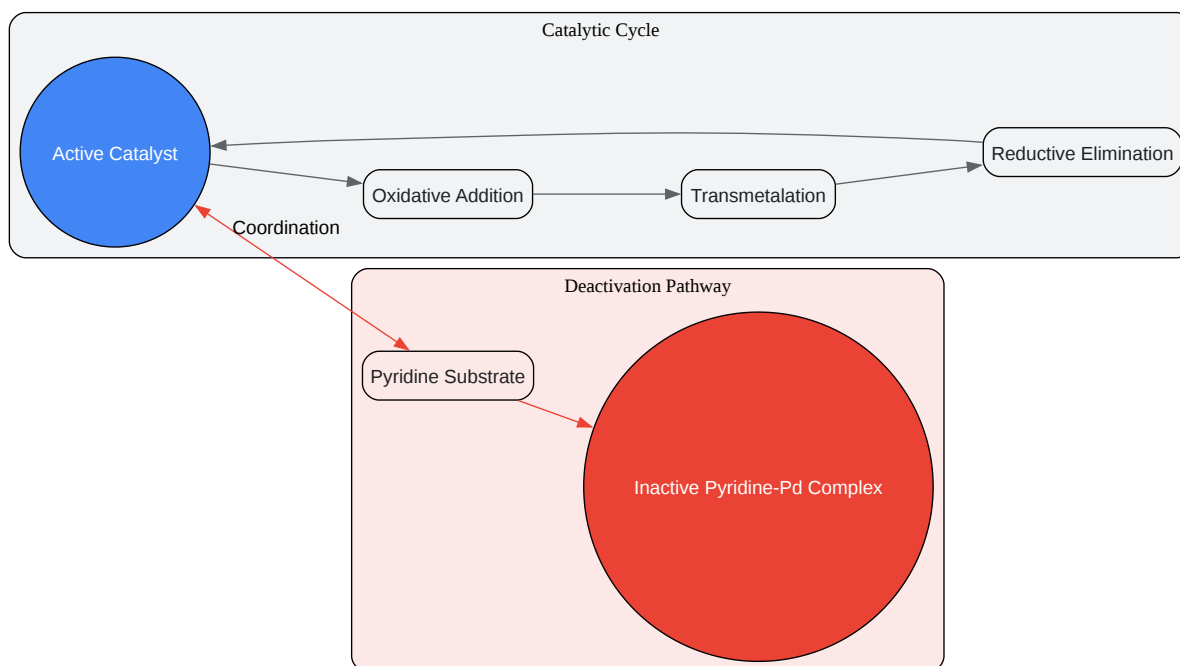 Catalytic Cycle
Active Catalyst
Reductive Elimination
Oxidative Addition
Transmetalation
Coordination
Deactivation Pathway
Pyridine Substrate
Inactive Pyridine-Pd Complex